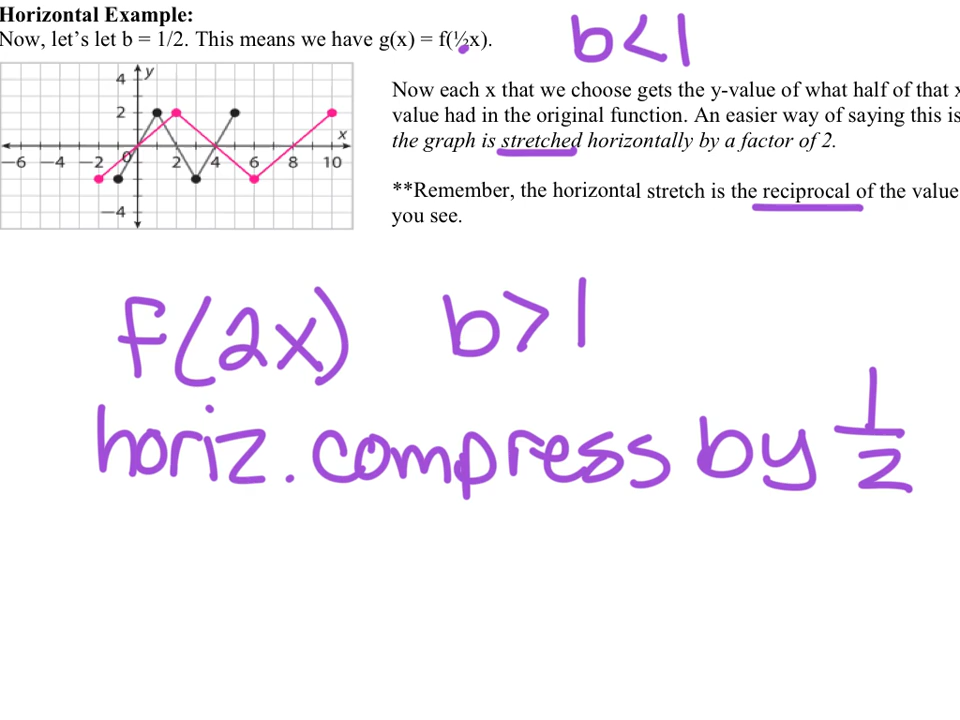 Horizontal Example:
Now, let's let b = 1/2. This means we have g(x) = f(½x).
b<1
4 y
2
x
−6 −4 −2 0 2 4 6 8 10
−4
Now each x that we choose gets the y-value of what half of that x
value had in the original function. An easier way of saying this is
the graph is stretched horizontally by a factor of 2.
**Remember, the horizontal stretch is the reciprocal of the value
you see.
f(2x) b>1
horiz. compress by 1/2